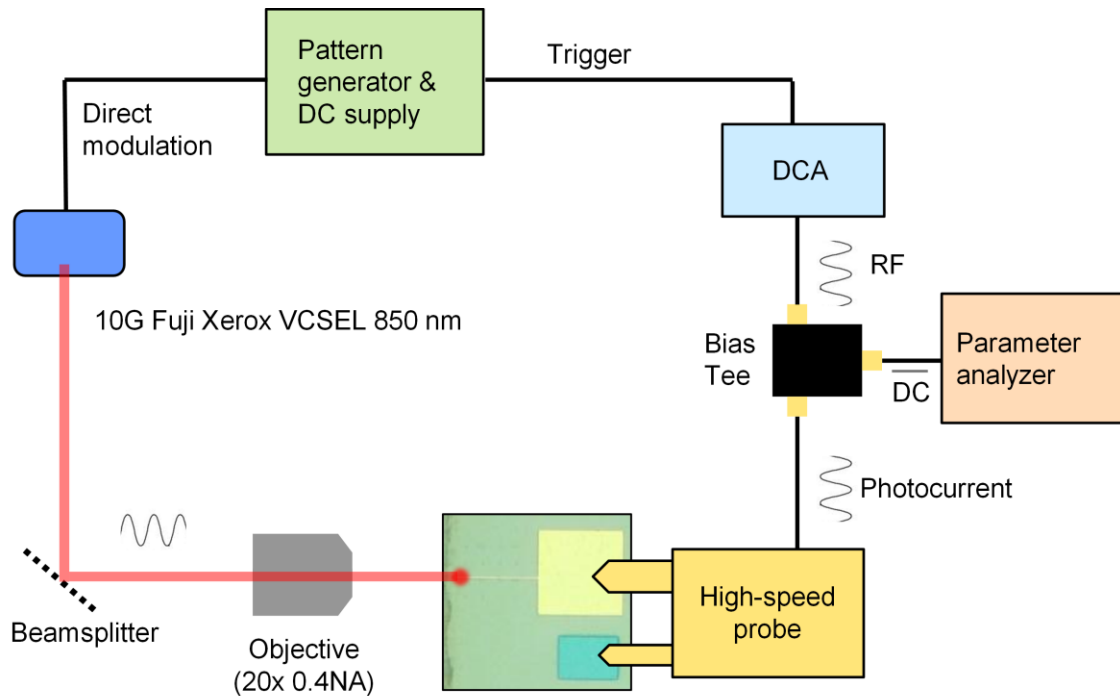 Pattern
generator &
DC supply
Trigger
Direct
modulation
DCA
RF
10G Fuji Xerox VCSEL 850 nm
Bias
Tee
DC
Parameter
analyzer
Photocurrent
High-speed
probe
Beamsplitter
Objective
(20x 0.4NA)